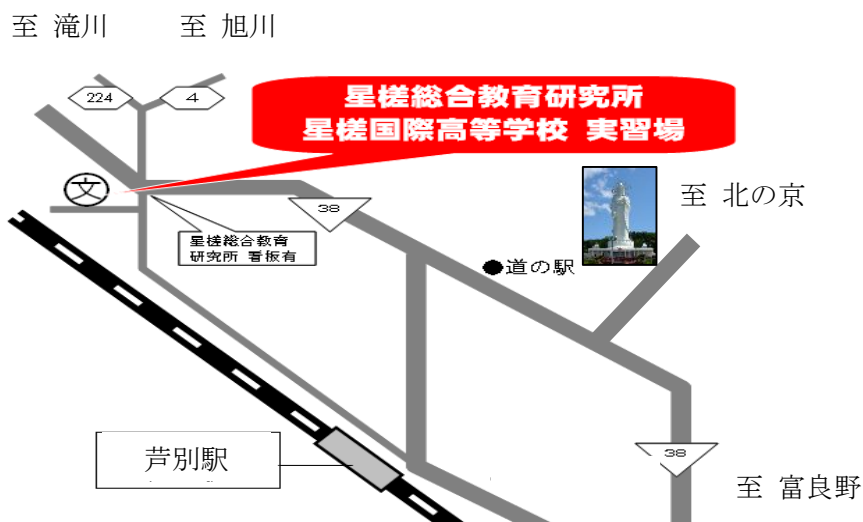 至 滝川
至 旭川
224
4
星槎総合教育研究所
星槎国際高等学校 実習場
文
38
至 北の京
星槎総合教育
研究所 看板有
●道の駅
芦別駅
38
至 富良野